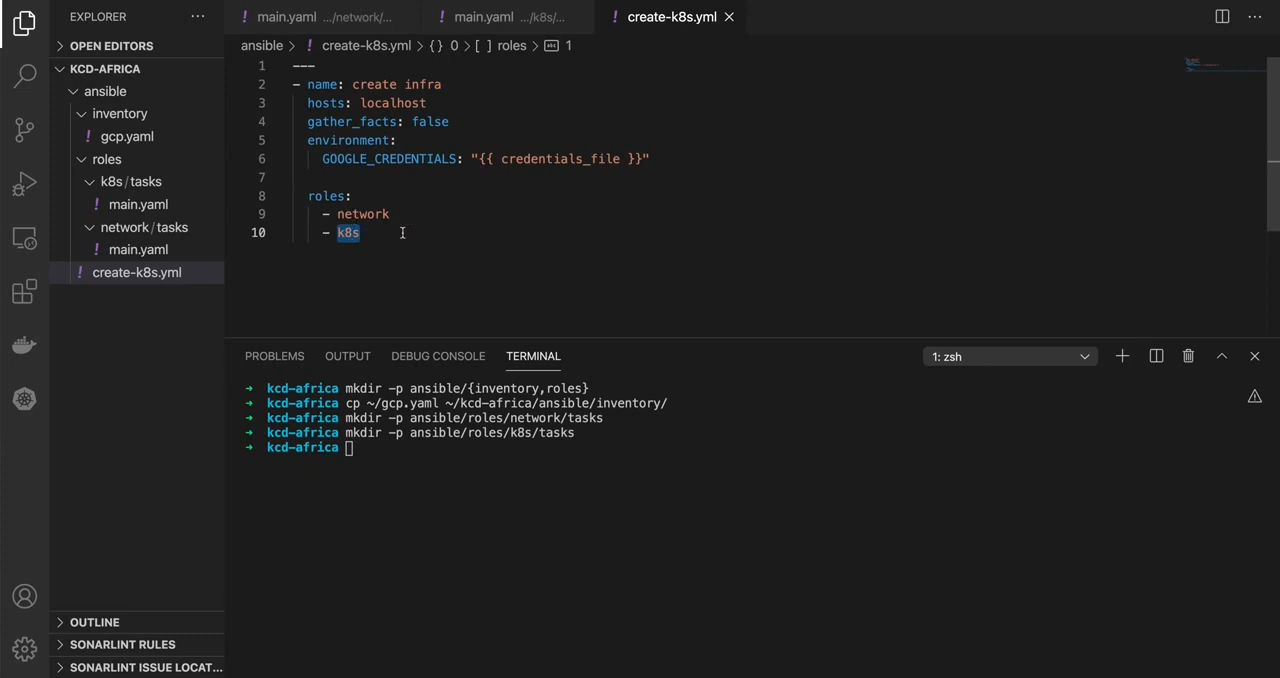 EXPLORER
OPEN EDITORS
KCD-AFRICA
ansible
inventory
! gcp.yaml
roles
k8s / tasks
! main.yaml
network / tasks
! main.yaml
! create-k8s.yml
OUTLINE
SONARLINT RULES
SONARLINT ISSUE LOCAT...
! main.yaml .../network/... ! main.yaml .../k8s/... ! create-k8s.yml
ansible > ! create-k8s.yml > {} 0 > [ ] roles > abc 1
1 ---
2 - name: create infra
3 hosts: localhost
4 gather_facts: false
5 environment:
6 GOOGLE_CREDENTIALS: "{{ credentials_file }}"
7
8 roles:
9 - network
10 - k8s
PROBLEMS OUTPUT DEBUG CONSOLE TERMINAL 1: zsh
→ kcd-africa mkdir -p ansible/{inventory,roles}
→ kcd-africa cp ~/gcp.yaml ~/kcd-africa/ansible/inventory/
→ kcd-africa mkdir -p ansible/roles/network/tasks
→ kcd-africa mkdir -p ansible/roles/k8s/tasks
→ kcd-africa